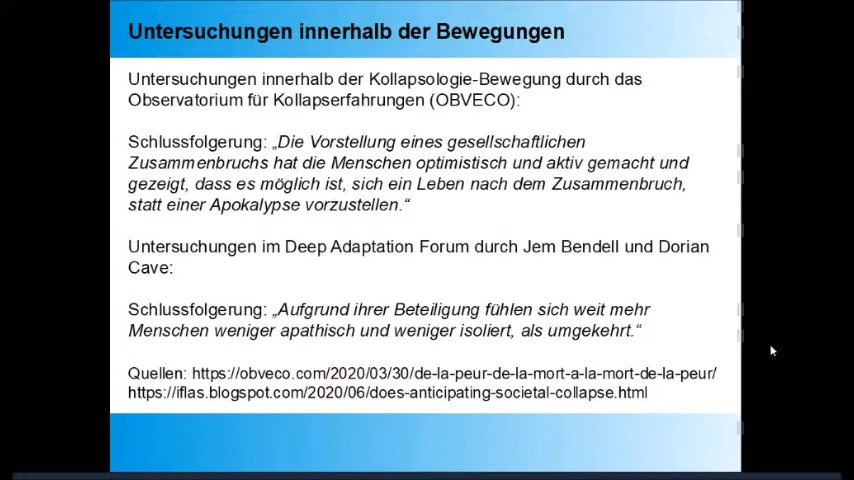 Untersuchungen innerhalb der Bewegungen
Untersuchungen innerhalb der Kollapsologie-Bewegung durch das
Observatorium für Kollapserfahrungen (OBVECO):
Schlussfolgerung: „Die Vorstellung eines gesellschaftlichen
Zusammenbruchs hat die Menschen optimistisch und aktiv gemacht und
gezeigt, dass es möglich ist, sich ein Leben nach dem Zusammenbruch,
statt einer Apokalypse vorzustellen.“
Untersuchungen im Deep Adaptation Forum durch Jem Bendell und Dorian
Cave:
Schlussfolgerung: „Aufgrund ihrer Beteiligung fühlen sich weit mehr
Menschen weniger apathisch und weniger isoliert, als umgekehrt.“
Quellen: https://obveco.com/2020/03/30/de-la-peur-de-la-mort-a-la-mort-de-la-peur/
https://iflas.blogspot.com/2020/06/does-anticipating-societal-collapse.html